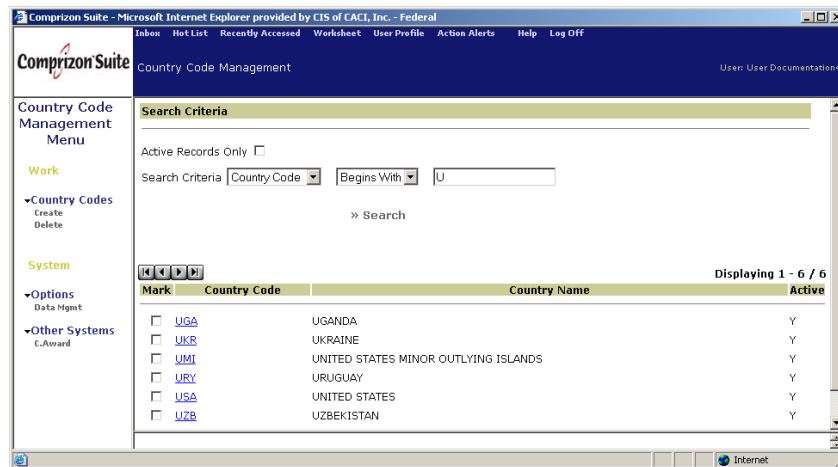 Comprizon Suite - Microsoft Internet Explorer provided by CIS of CACI, Inc. - Federal
Inbox Hot List Recently Accessed Worksheet User Profile Action Alerts Help Log Off
Comprizon Suite
Country Code Management
User: User Documentation
Country Code
Management
Menu
Work
Country Codes
Create
Delete
System
Options
Data Mgmt
Other Systems
C.Award
Search Criteria
Active Records Only
Search Criteria Country Code Begins With U
» Search
Displaying 1 - 6 / 6
Mark Country Code Country Name Active
UGA UGANDA Y
UKR UKRAINE Y
UMI UNITED STATES MINOR OUTLYING ISLANDS Y
URY URUGUAY Y
USA UNITED STATES Y
UZB UZBEKISTAN Y
Internet